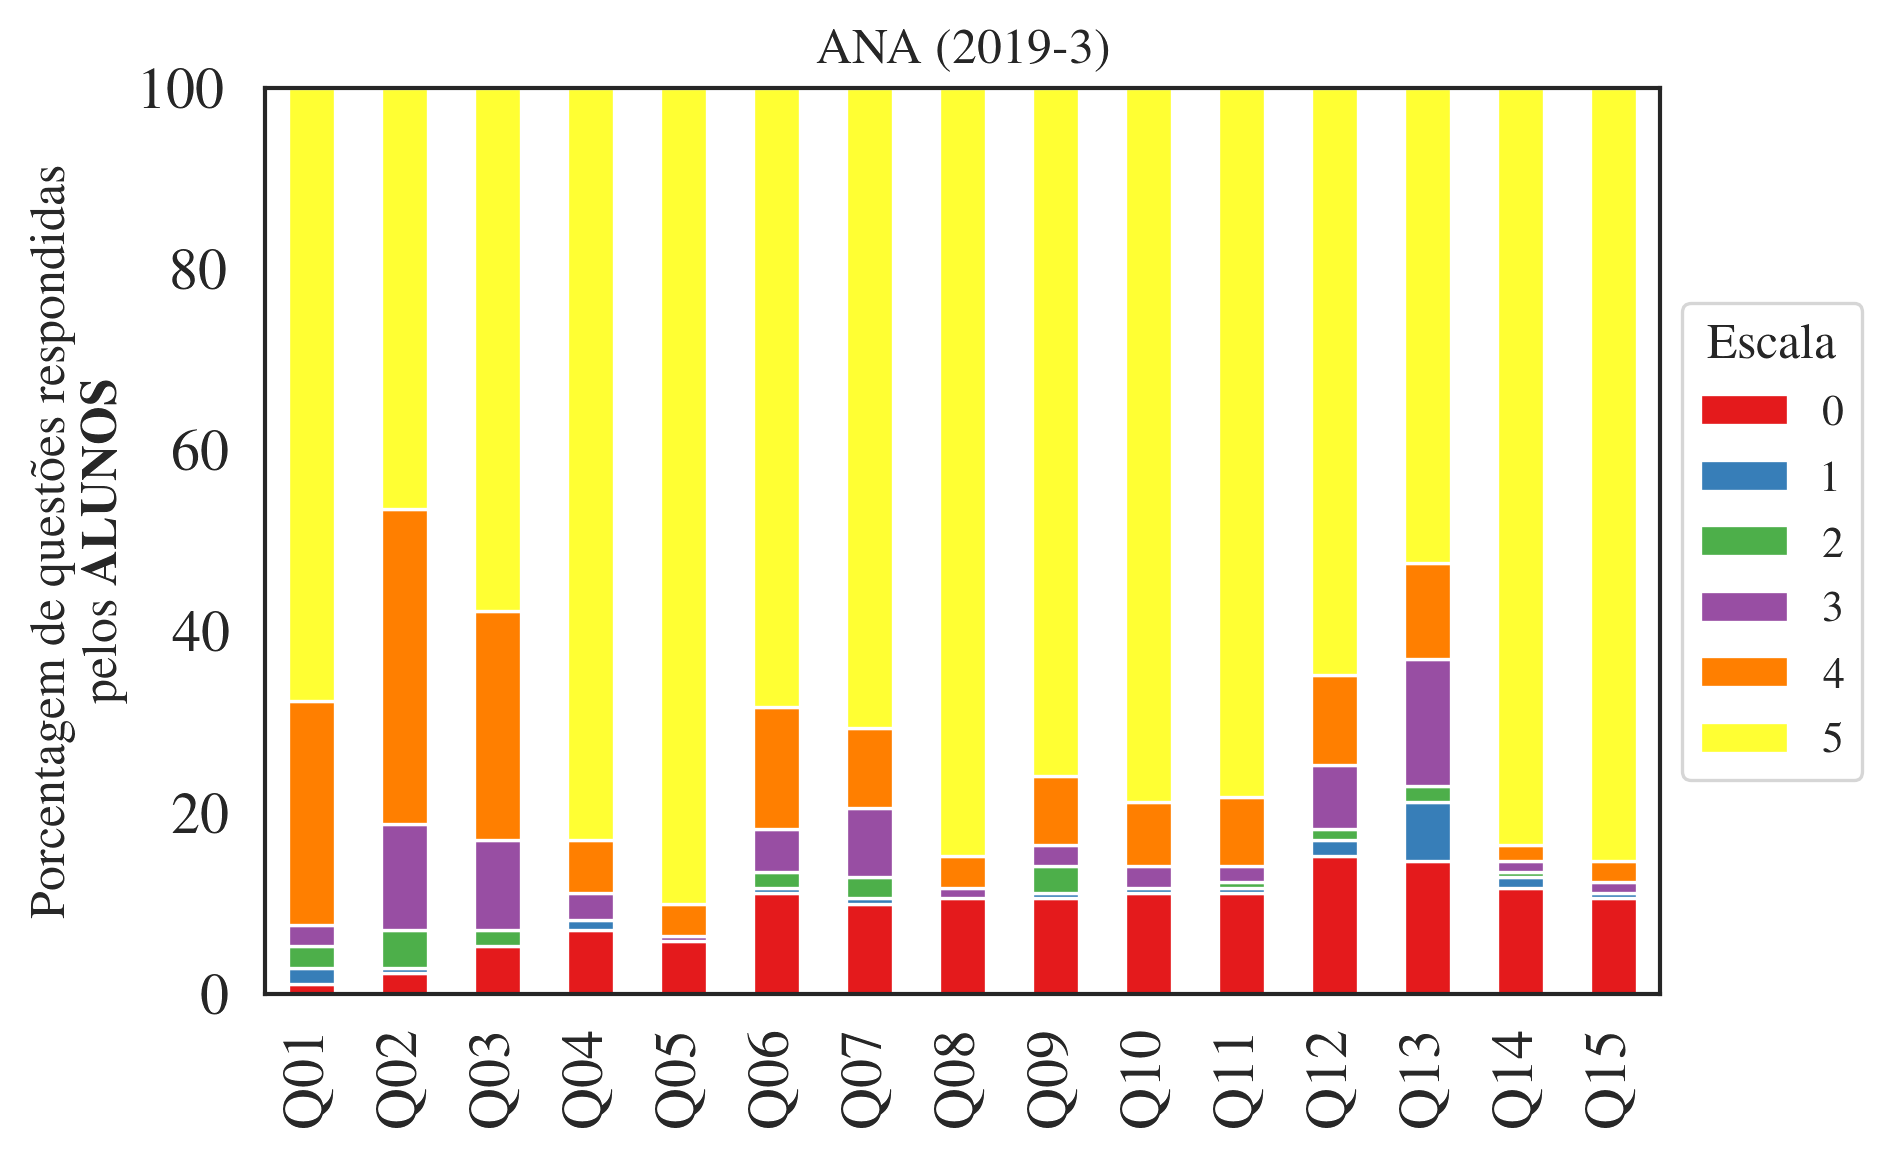 ANA (2019-3)
Porcentagem de questões respondidas
pelos ALUNOS
100
80
60
40
20
0
Q01
Q02
Q03
Q04
Q05
Q06
Q07
Q08
Q09
Q10
Q11
Q12
Q13
Q14
Q15
Escala
0
1
2
3
4
5